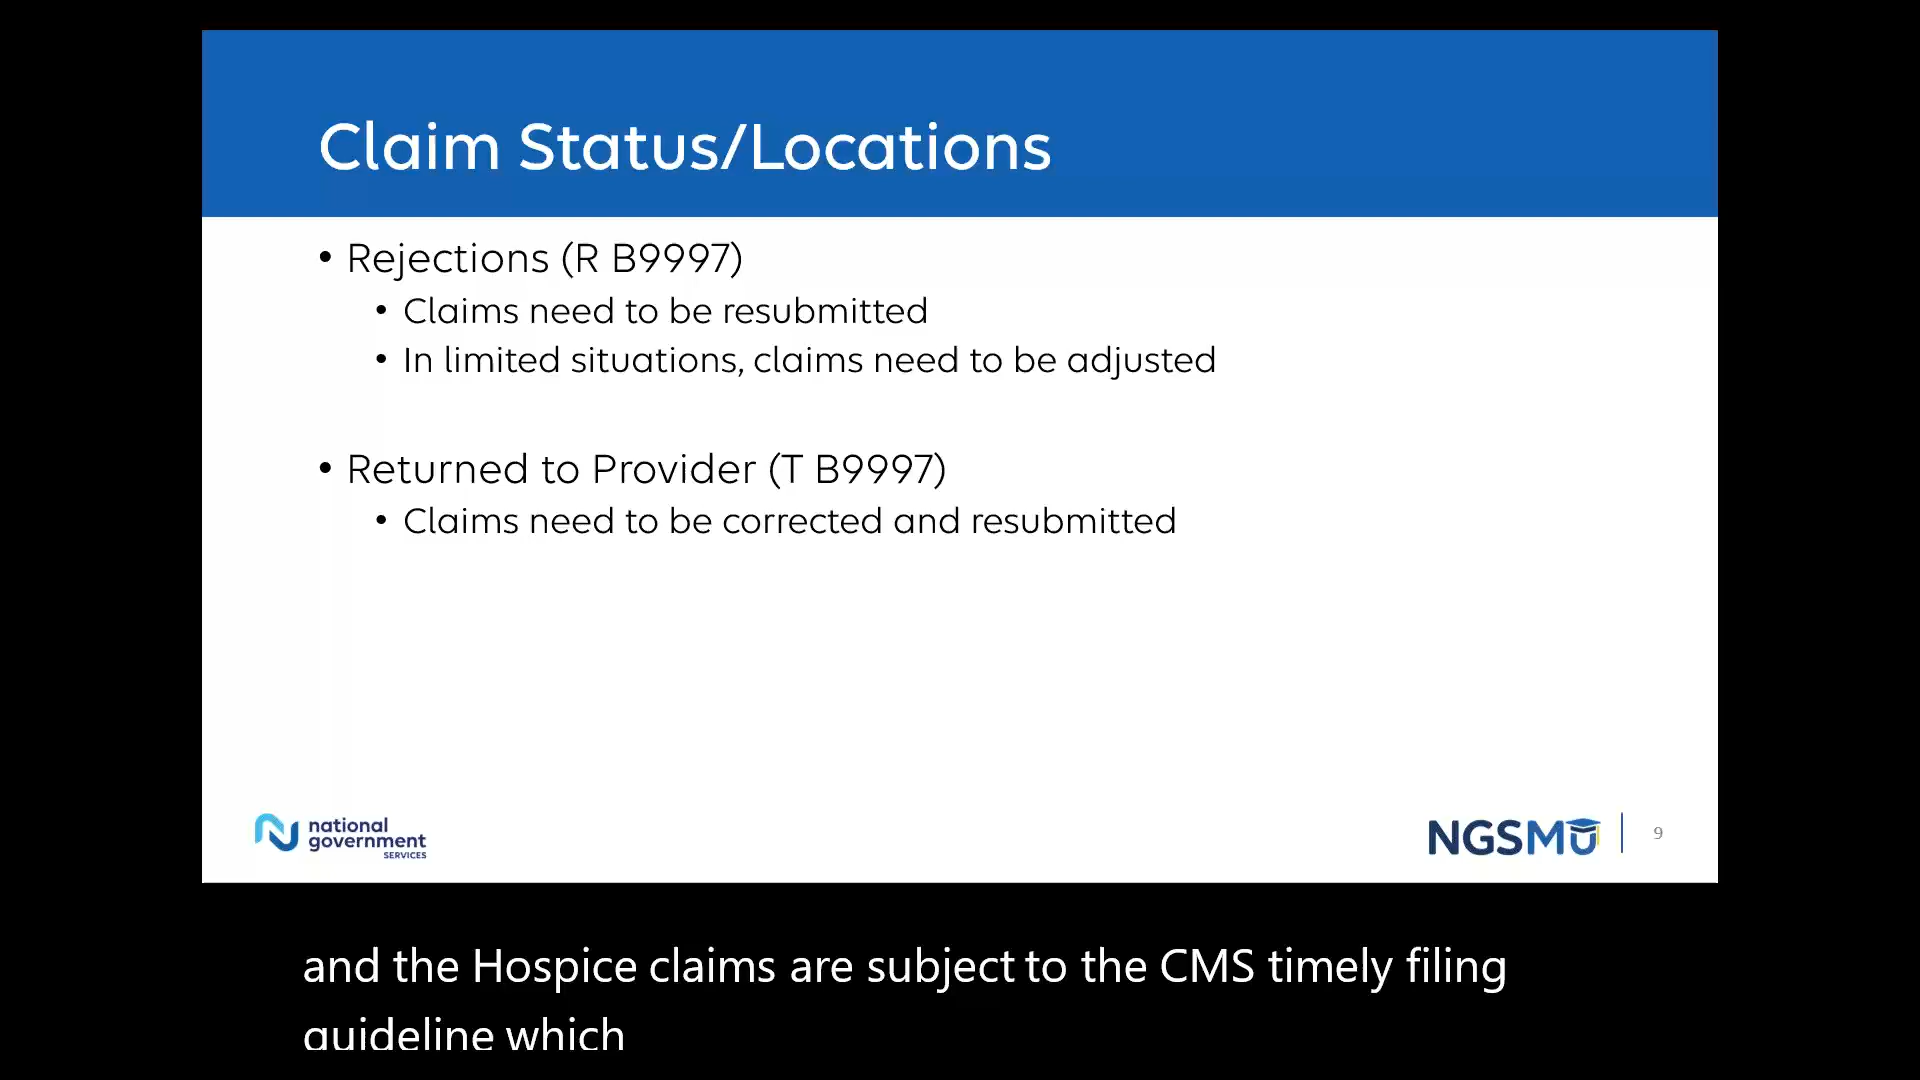 Claim Status/Locations
• Rejections (R B9997)
• Claims need to be resubmitted
• In limited situations, claims need to be adjusted
• Returned to Provider (T B9997)
• Claims need to be corrected and resubmitted
national
government
SERVICES
NGSMU
9
and the Hospice claims are subject to the CMS timely filing
guideline which